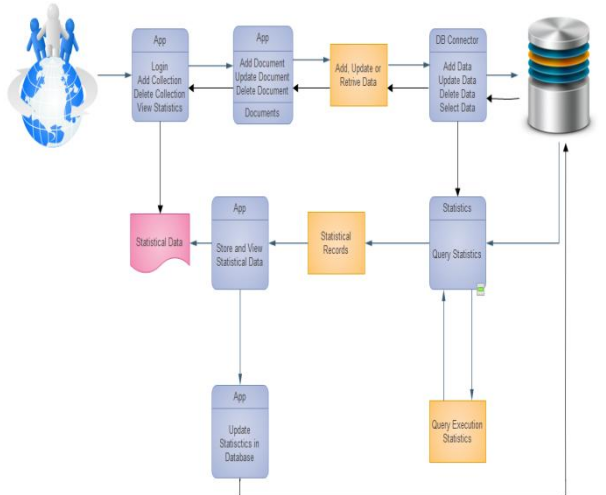 App
Login
Add Collection
Delete Collection
View Statistics
App
Add Document
Update Document
Delete Document
Documents
Add, Update or
Retrive Data
DB Connector
Add Data
Update Data
Delete Data
Select Data
Statistical Data
App
Store and View
Statistical Data
Statistical
Records
Statistics
Query Statistics
App
Update
Statisctics in
Database
Query Execution
Statistics